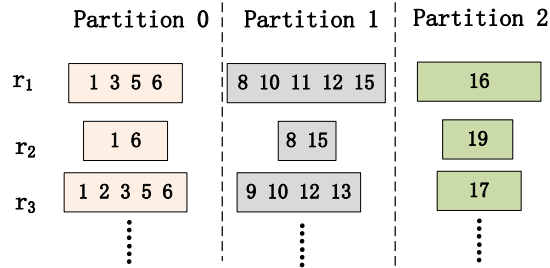 Partition 0 Partition 1 Partition 2
r1 1 3 5 6 8 10 11 12 15 16
r2 1 6 8 15 19
r3 1 2 3 5 6 9 10 12 13 17